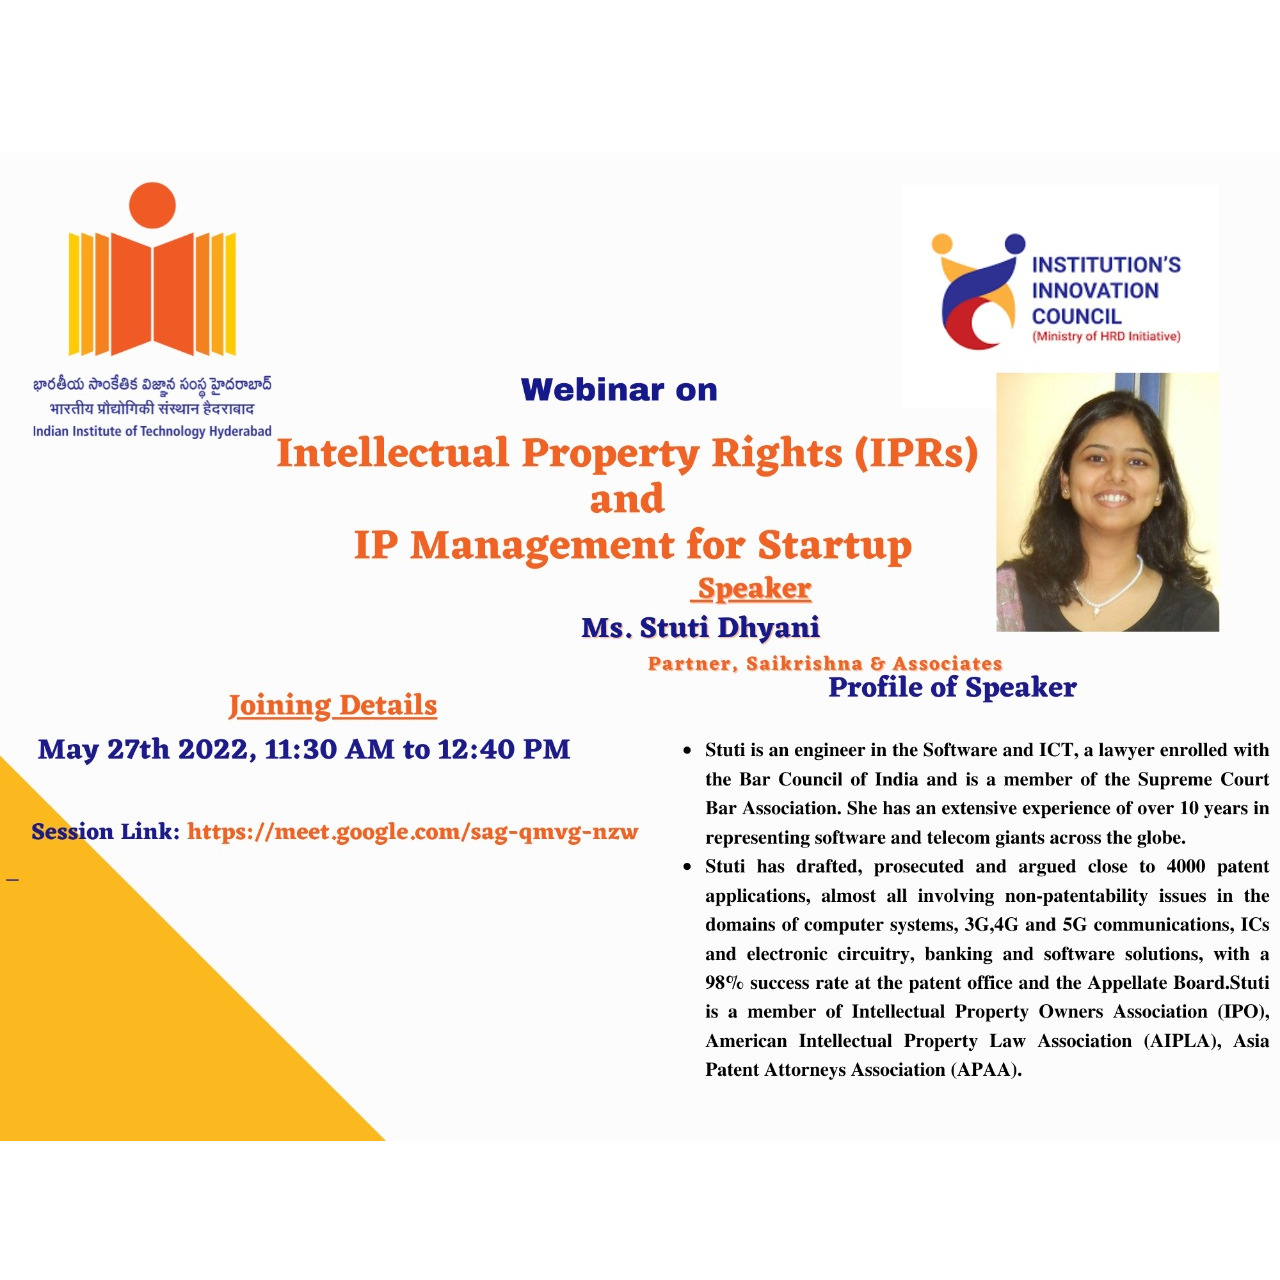 భారతీయ సాంకేతిక విజ్ఞాన సంస్థ హైదరాబాద్
भारतीय प्रौद्योगिकी संस्थान हैदराबाद
Indian Institute of Technology Hyderabad
INSTITUTION'S
INNOVATION
COUNCIL
(Ministry of HRD Initiative)
Webinar on
Intellectual Property Rights (IPRs)
and
IP Management for Startup
Speaker
Ms. Stuti Dhyani
Partner, Saikrishna & Associates
Joining Details
May 27th 2022, 11:30 AM to 12:40 PM
Session Link: https://meet.google.com/sag-qmvg-nzw
Profile of Speaker
• Stuti is an engineer in the Software and ICT, a lawyer enrolled with
the Bar Council of India and is a member of the Supreme Court
Bar Association. She has an extensive experience of over 10 years in
representing software and telecom giants across the globe.
• Stuti has drafted, prosecuted and argued close to 4000 patent
applications, almost all involving non-patentability issues in the
domains of computer systems, 3G,4G and 5G communications, ICs
and electronic circuitry, banking and software solutions, with a
98% success rate at the patent office and the Appellate Board.Stuti
is a member of Intellectual Property Owners Association (IPO),
American Intellectual Property Law Association (AIPLA), Asia
Patent Attorneys Association (APAA).